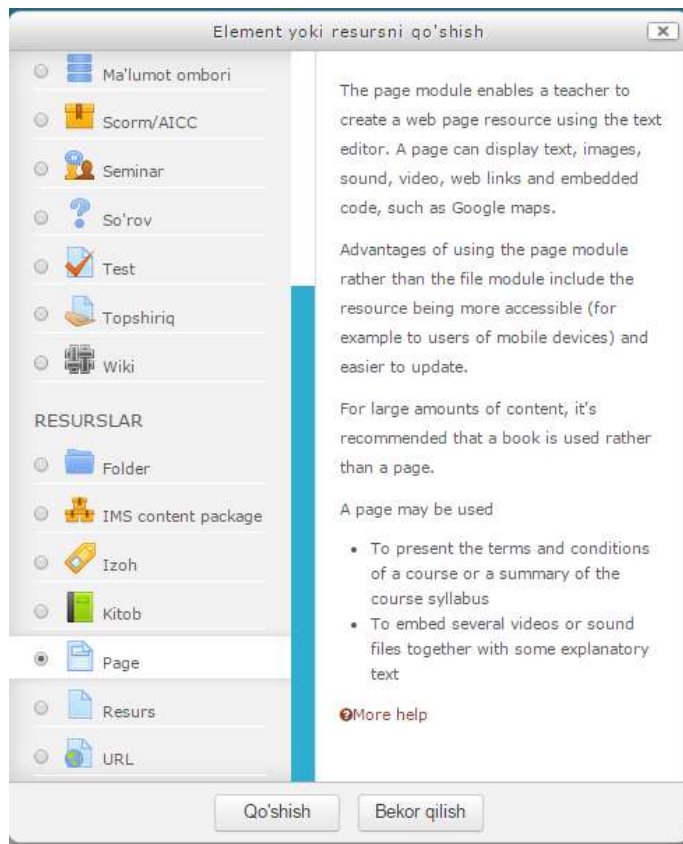 Element yoki resursni qo'shish
Ma'lumot ombori
Scorm/AICC
Seminar
So'rov
Test
Topshiriq
Wiki
RESURSLAR
Folder
IMS content package
Izoh
Kitob
Page
Resurs
URL
The page module enables a teacher to
create a web page resource using the text
editor. A page can display text, images,
sound, video, web links and embedded
code, such as Google maps.
Advantages of using the page module
rather than the file module include the
resource being more accessible (for
example to users of mobile devices) and
easier to update.
For large amounts of content, it's
recommended that a book is used rather
than a page.
A page may be used
• To present the terms and conditions
of a course or a summary of the
course syllabus
• To embed several videos or sound
files together with some explanatory
text
More help
Qo'shish
Bekor qilish